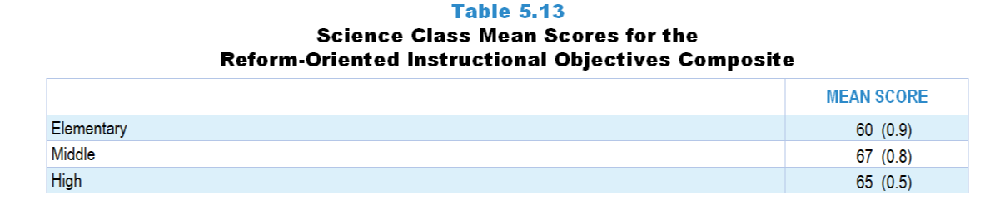 Table 5.13
Science Class Mean Scores for the
Reform-Oriented Instructional Objectives Composite
MEAN SCORE
Elementary 60 (0.9)
Middle 67 (0.8)
High 65 (0.5)